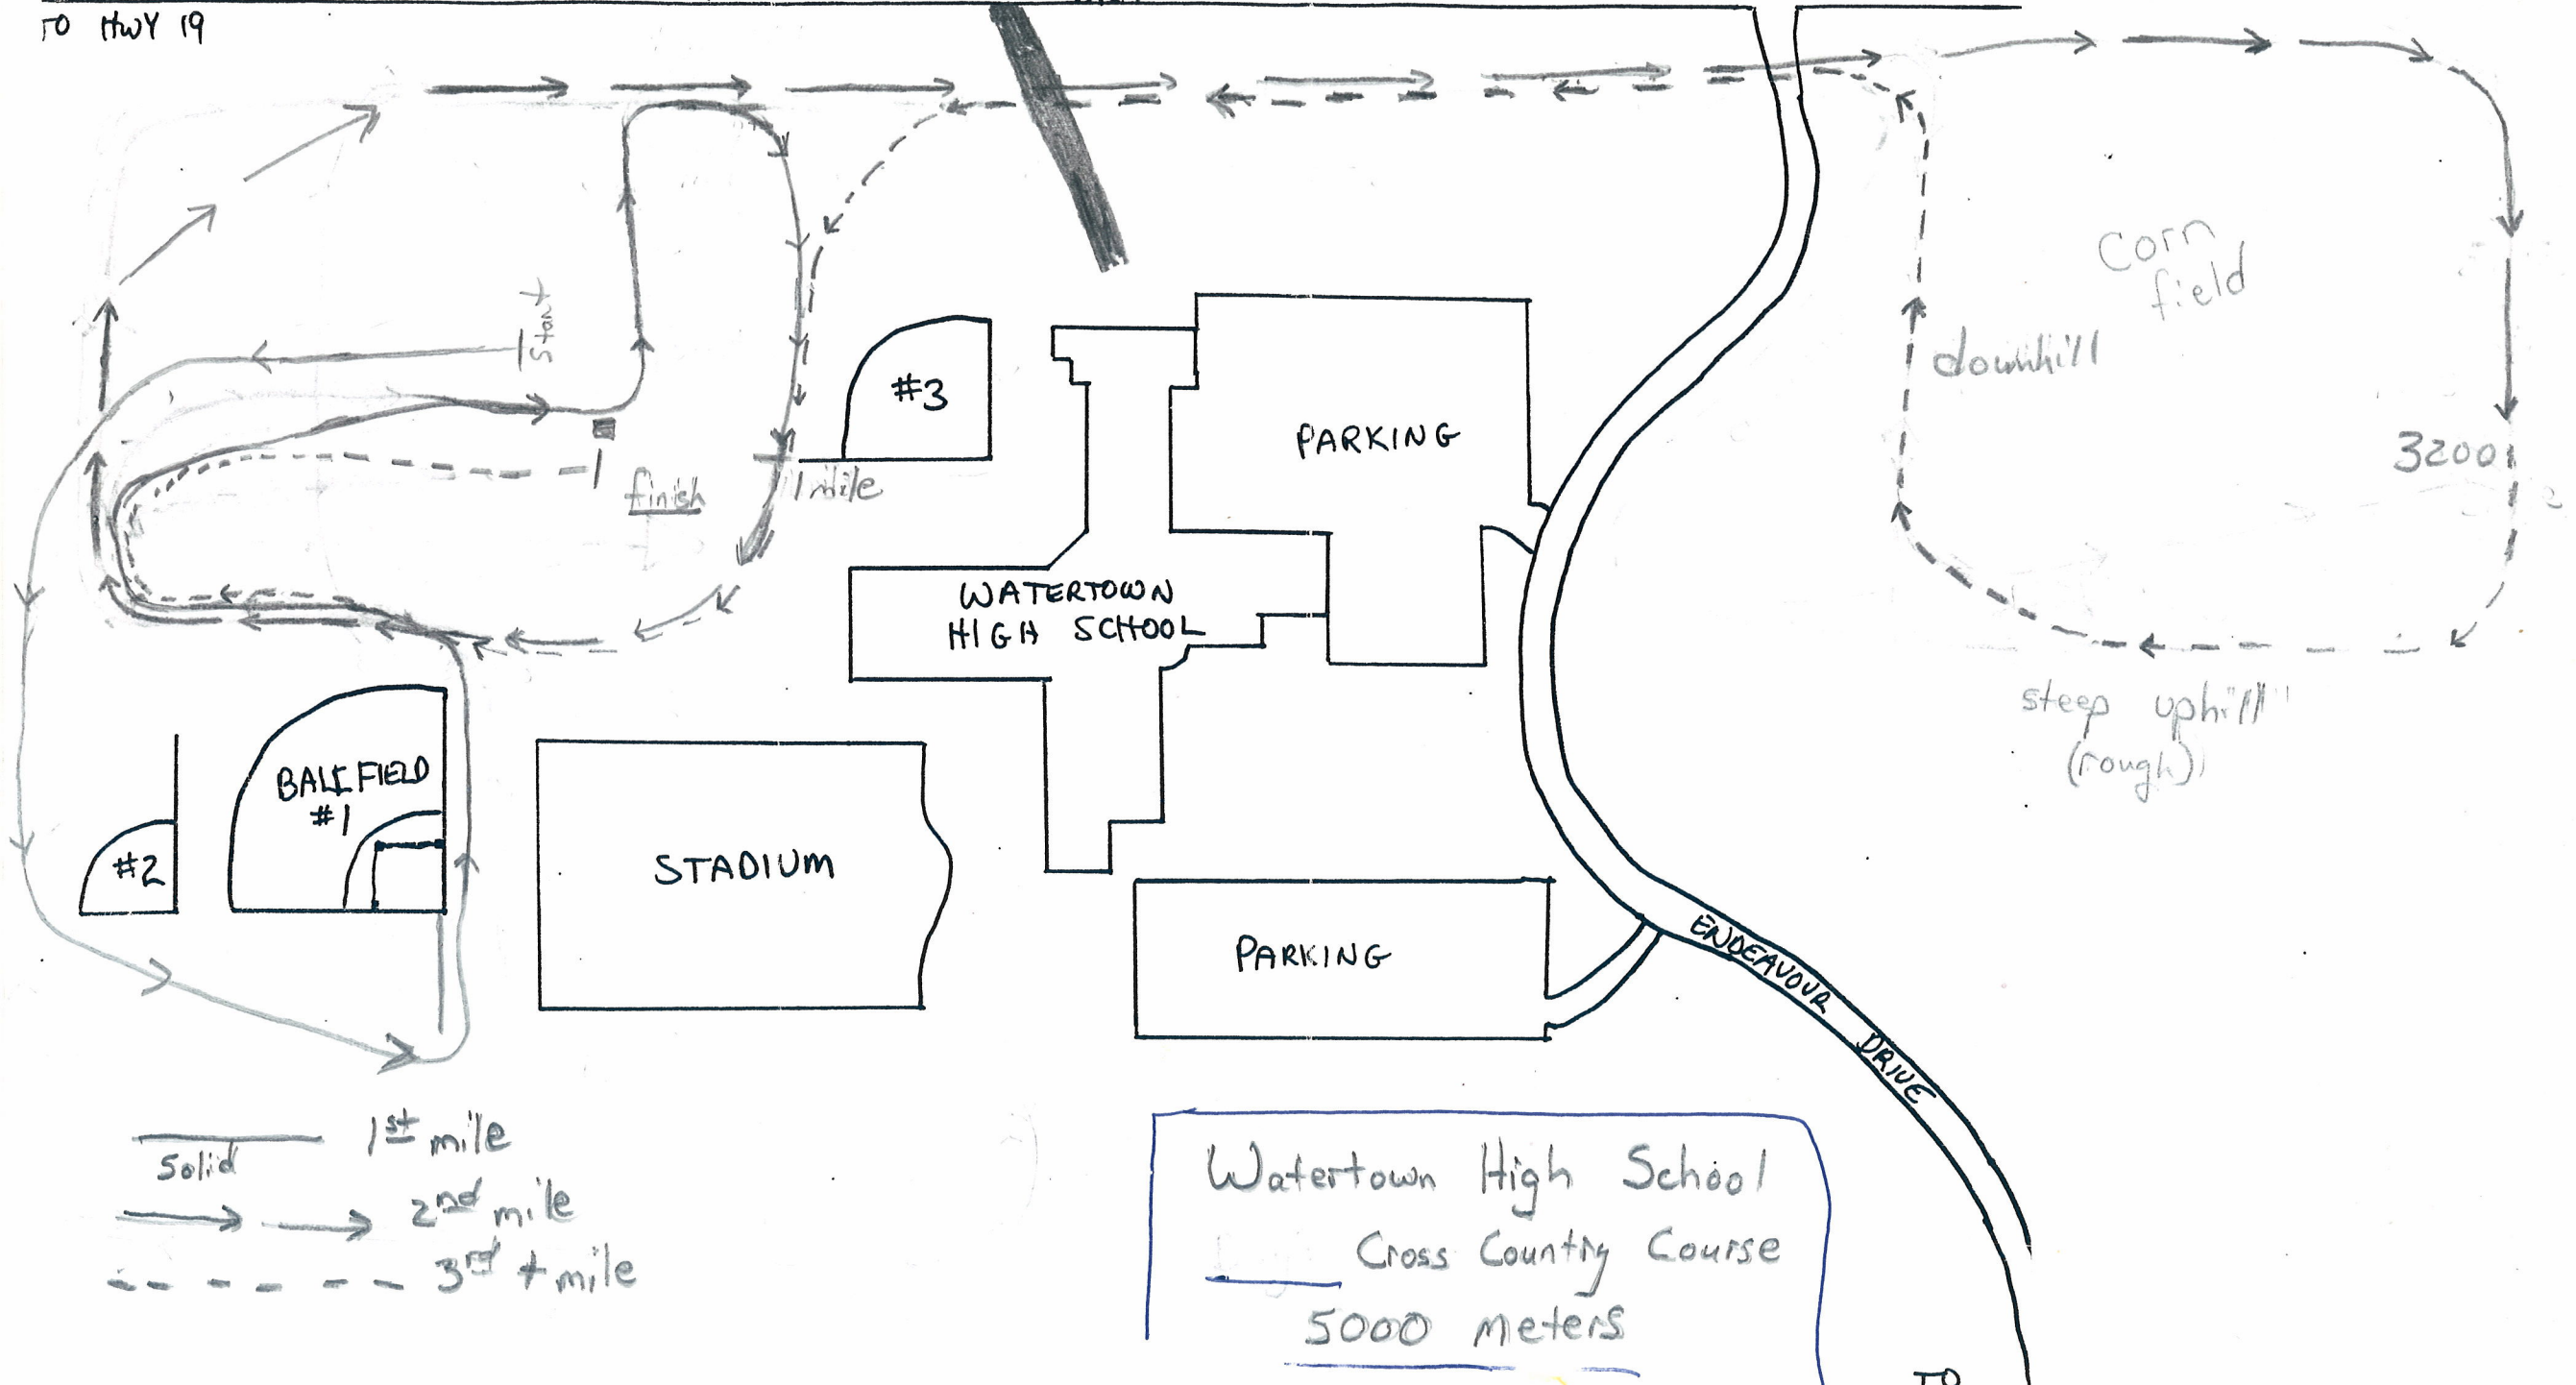 TO HWY 19
Start
Corn
field
downhill
#3
PARKING
3200
finish
1 mile
WATERTOWN
HIGH SCHOOL
steep uphill
(rough)
BALL FIELD
#1
#2
STADIUM
PARKING
ENDEAVOUR DRIVE
Solid
1st mile
2nd mile
3rd + mile
Watertown High School
Cross Country Course
5000 meters
TO